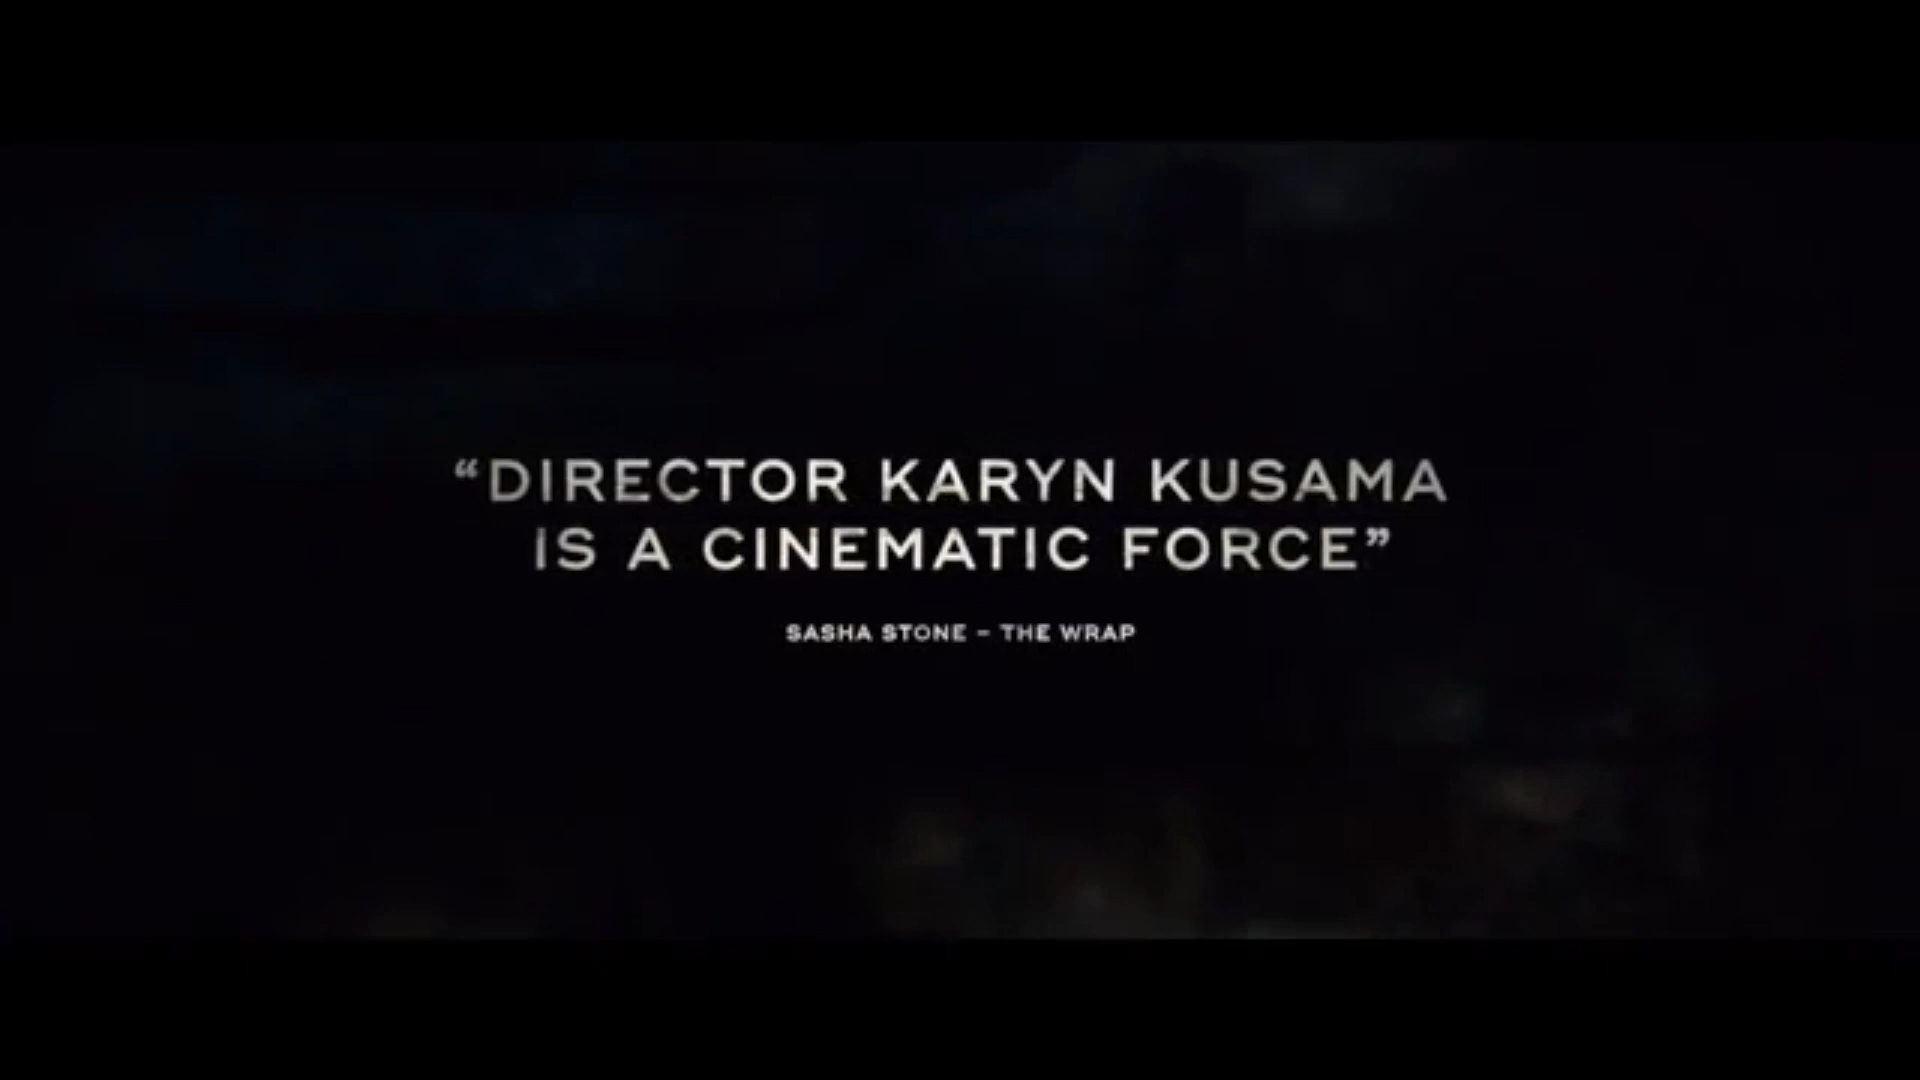 “DIRECTOR KARYN KUSAMA
IS A CINEMATIC FORCE”
SASHA STONE – THE WRAP